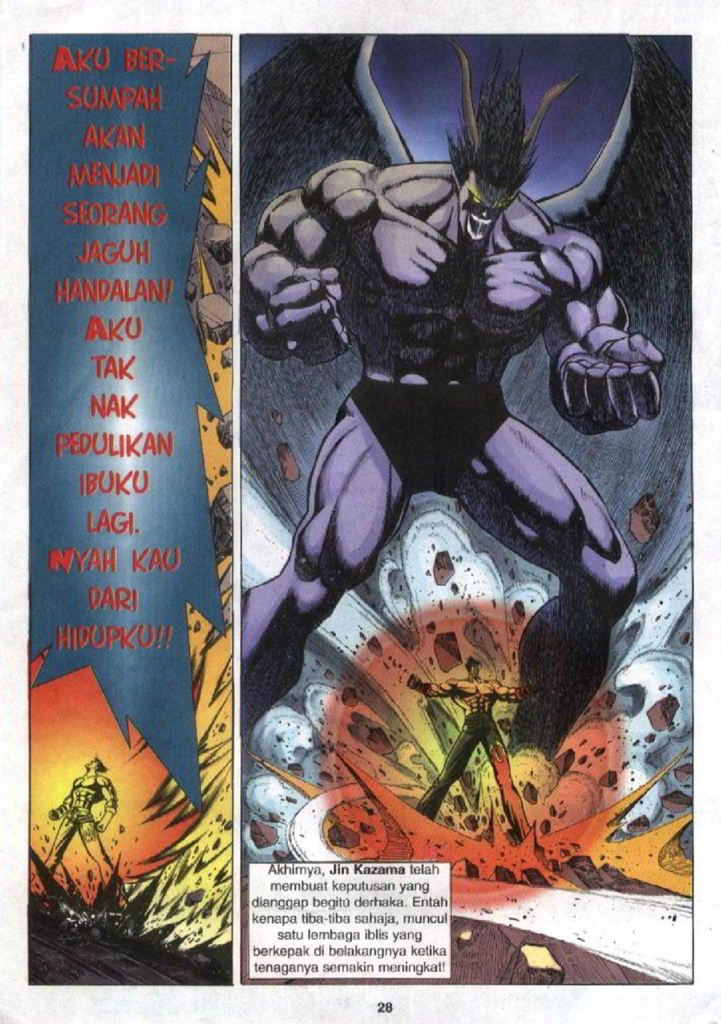 AKU BER-
SUMPAH
AKAN
MENJADI
SEORANG
JAGUH
HANDALAN!
AKU
TAK
NAK
PEDULIKAN
IBUKU
LAGI.
NYAH KAU
DARI
HIDUPKU!!
Akhirnya, Jin Kazama telah
membuat keputusan yang
dianggap begitu derhaka. Entah
kenapa tiba-tiba sahaja, muncul
satu lembaga iblis yang
berkepak di belakangnya ketika
tenaganya semakin meningkat!
28